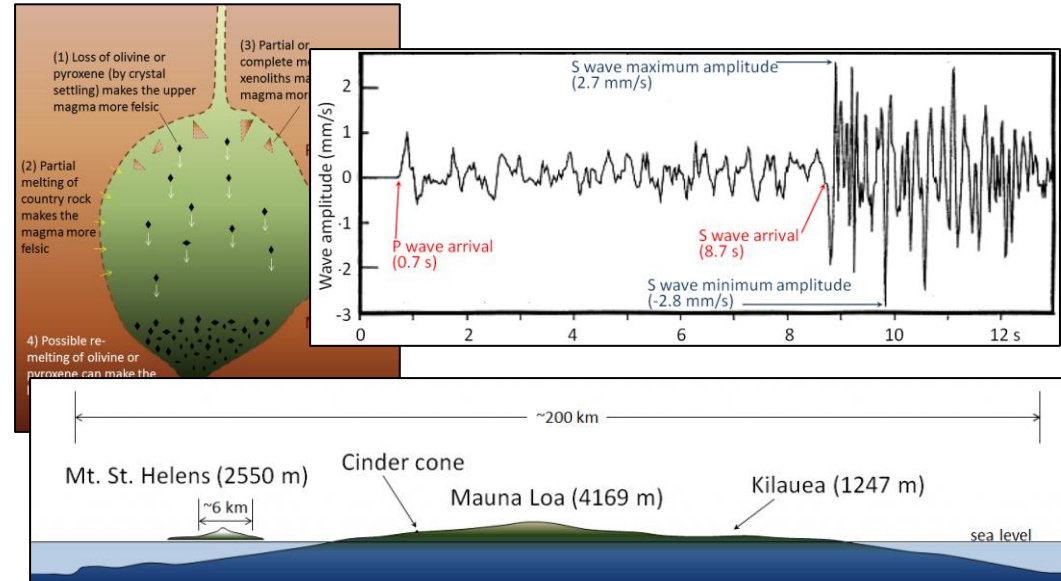 (1) Loss of olivine or
pyroxene (by crystal
settling) makes the upper
magma more felsic
(3) Partial or
complete me
xenoliths ma
magma more
(2) Partial
melting of
country rock
makes the
magma more
felsic
4) Possible re-
melting of olivine or
pyroxene can make the
Wave amplitude (mm/s)
2
1
0
-1
-2
-3
S wave maximum amplitude
(2.7 mm/s)
P wave arrival
(0.7 s)
S wave arrival
(8.7 s)
S wave minimum amplitude
(-2.8 mm/s)
0 2 4 6 8 10 12 s
~200 km
Mt. St. Helens (2550 m)
~6 km
Cinder cone
Mauna Loa (4169 m)
Kilauea (1247 m)
sea level